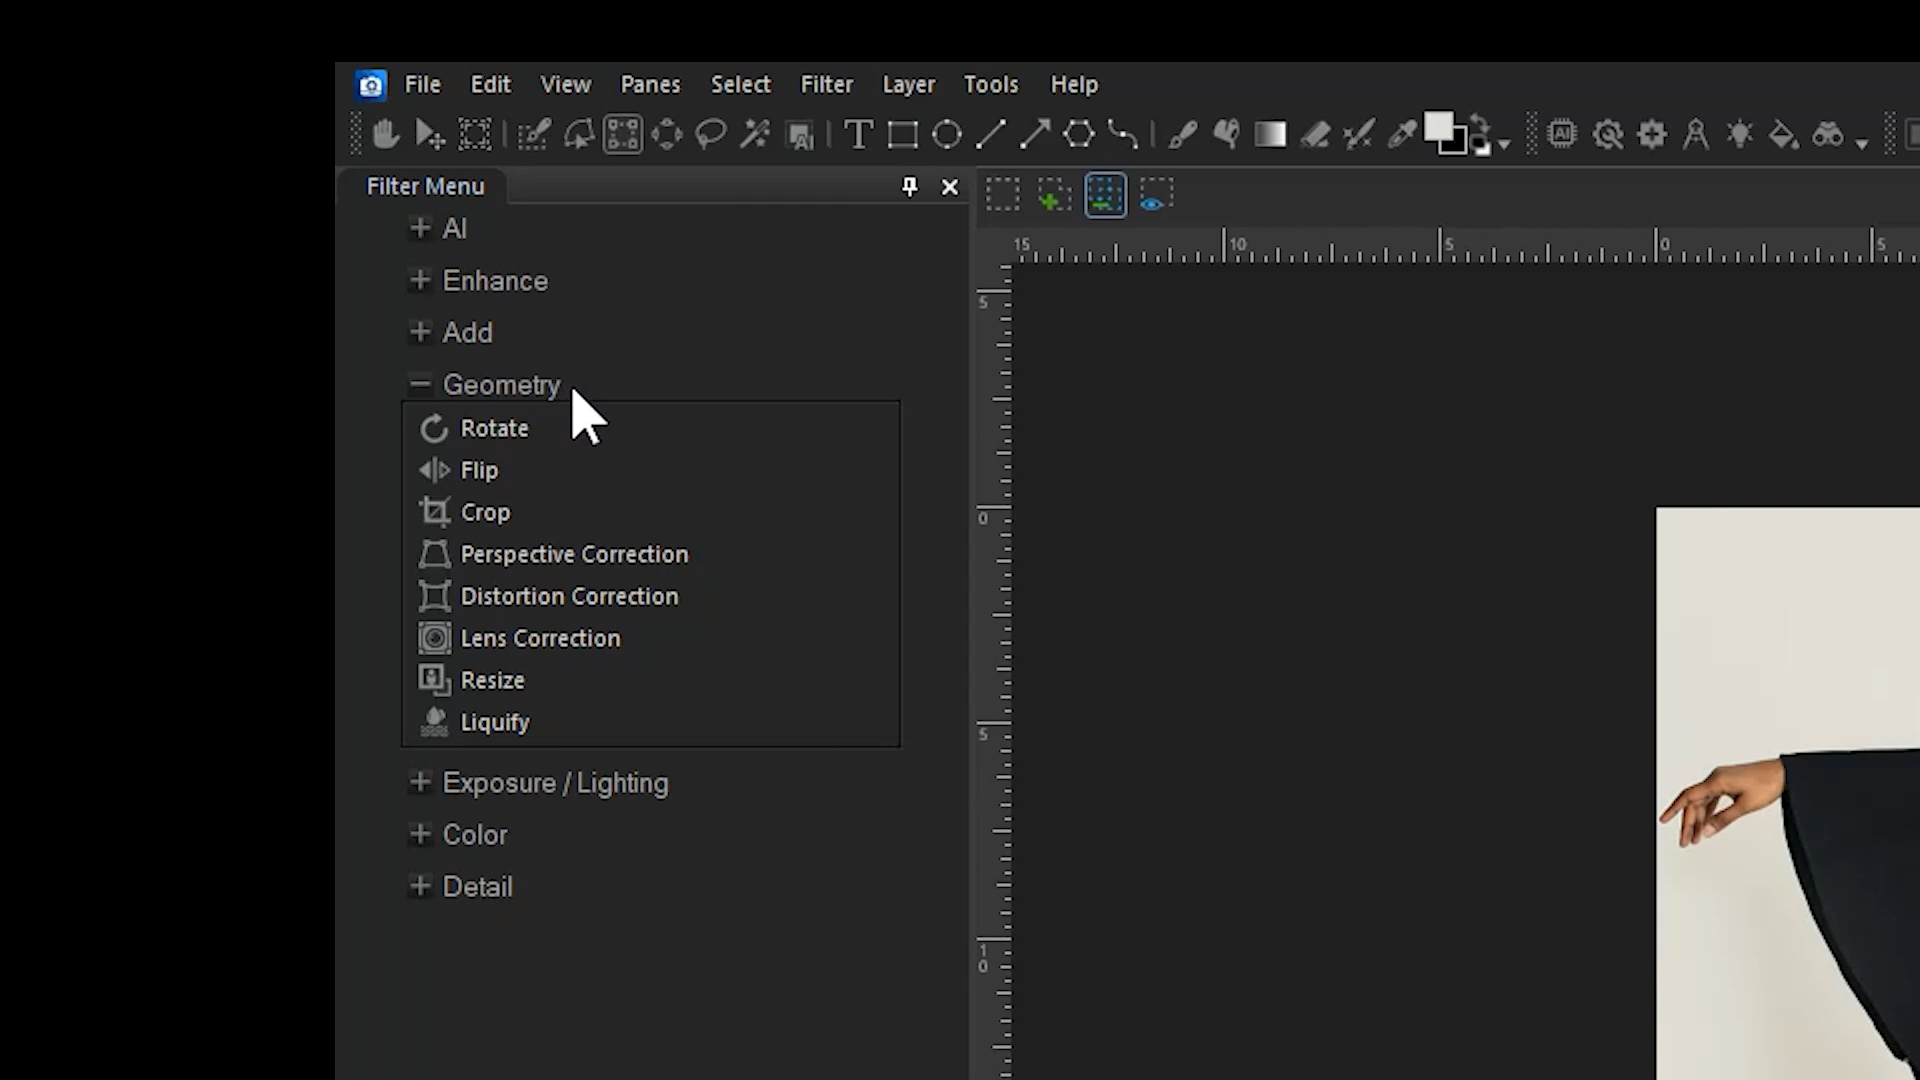 File Edit View Panes Select Filter Layer Tools Help
T AI AI
Filter Menu
15 10 5 0 5
AI
Enhance
Add
Geometry
Rotate
Flip
Crop
Perspective Correction
Distortion Correction
Lens Correction
Resize
Liquify
Exposure / Lighting
Color
Detail
5
0
5
10